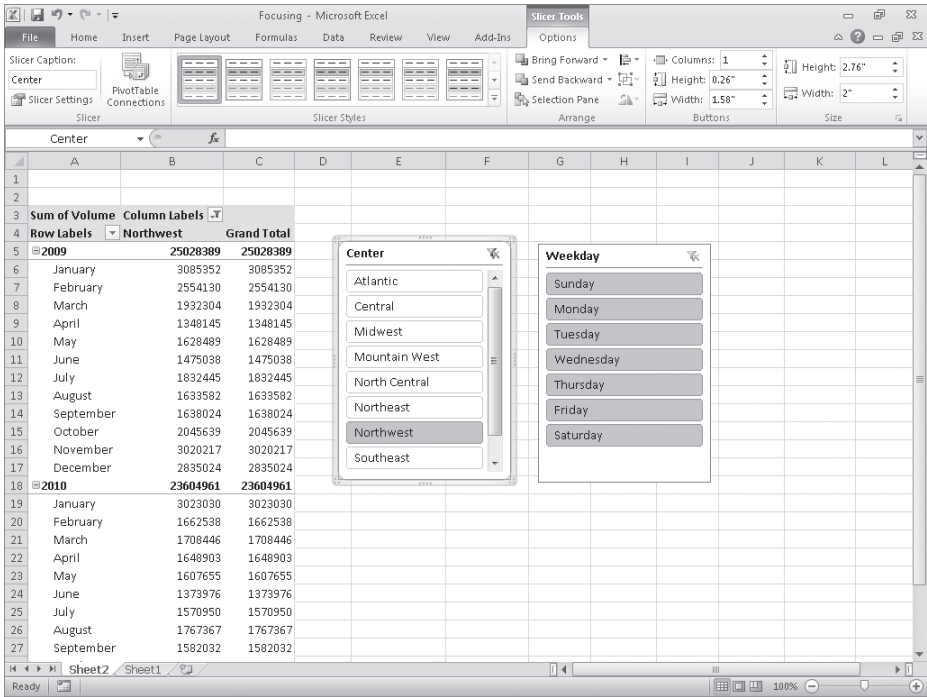 Focusing - Microsoft Excel
Slicer Tools
File Home Insert Page Layout Formulas Data Review View Add-Ins Options
Slicer Caption:
Center
Slicer Settings
PivotTable Connections
Slicer
Slicer Styles
Bring Forward
Send Backward
Selection Pane
Arrange
Columns: 1
Height: 0.26"
Width: 1.58"
Buttons
Height: 2.76"
Width: 2"
Size
Center fx
A B C D E F G H I J K L
1
2
3 Sum of Volume Column Labels
4 Row Labels Northwest Grand Total
5 2009 25028389 25028389
6 January 3085352 3085352
7 February 2554130 2554130
8 March 1932304 1932304
9 April 1348145 1348145
10 May 1628489 1628489
11 June 1475038 1475038
12 July 1832445 1832445
13 August 1633582 1633582
14 September 1638024 1638024
15 October 2045639 2045639
16 November 3020217 3020217
17 December 2835024 2835024
18 2010 23604961 23604961
19 January 3023030 3023030
20 February 1662538 1662538
21 March 1708446 1708446
22 April 1648903 1648903
23 May 1607655 1607655
24 June 1373976 1373976
25 July 1570950 1570950
26 August 1767367 1767367
27 September 1582032 1582032
Center
Atlantic
Central
Midwest
Mountain West
North Central
Northeast
Northwest
Southeast
Weekday
Sunday
Monday
Tuesday
Wednesday
Thursday
Friday
Saturday
Sheet2 Sheet1
Ready 100%